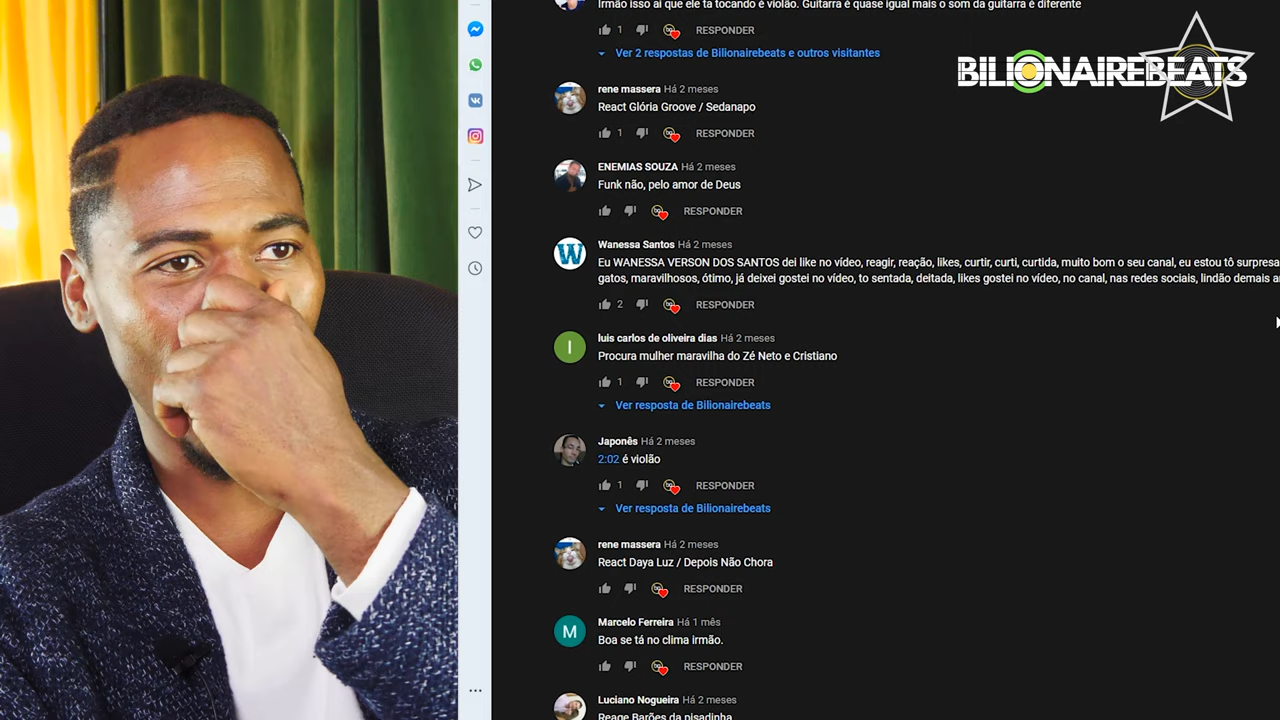 Irmão isso ai que ele ta tocando é violão. Guitarra é quase igual mais o som da guitarra é diferente
1 RESPONDER
Ver 2 respostas de Bilionairebeats e outros visitantes
BILIONAIREBEATS
rene massera Há 2 meses
React Glória Groove / Sedanapo
1 RESPONDER
ENEMIAS SOUZA Há 2 meses
Funk não, pelo amor de Deus
RESPONDER
W
Wanessa Santos Há 2 meses
Eu WANESSA VERSON DOS SANTOS dei like no vídeo, reagir, reação, likes, curtir, curti, curtida, muito bom o seu canal, eu estou tô surpresa
gatos, maravilhosos, ótimo, já deixei gostei no vídeo, to sentada, deitada, likes gostei no vídeo, no canal, nas redes sociais, lindão demais
2 RESPONDER
l
luis carlos de oliveira dias Há 2 meses
Procura mulher maravilha do Zé Neto e Cristiano
1 RESPONDER
Ver resposta de Bilionairebeats
Japonês Há 2 meses
2:02 é violão
1 RESPONDER
Ver resposta de Bilionairebeats
rene massera Há 2 meses
React Daya Luz / Depois Não Chora
RESPONDER
M
Marcelo Ferreira Há 1 mês
Boa se tá no clima irmão.
RESPONDER
Luciano Nogueira Há 2 meses
Reage Barões da pisadinha